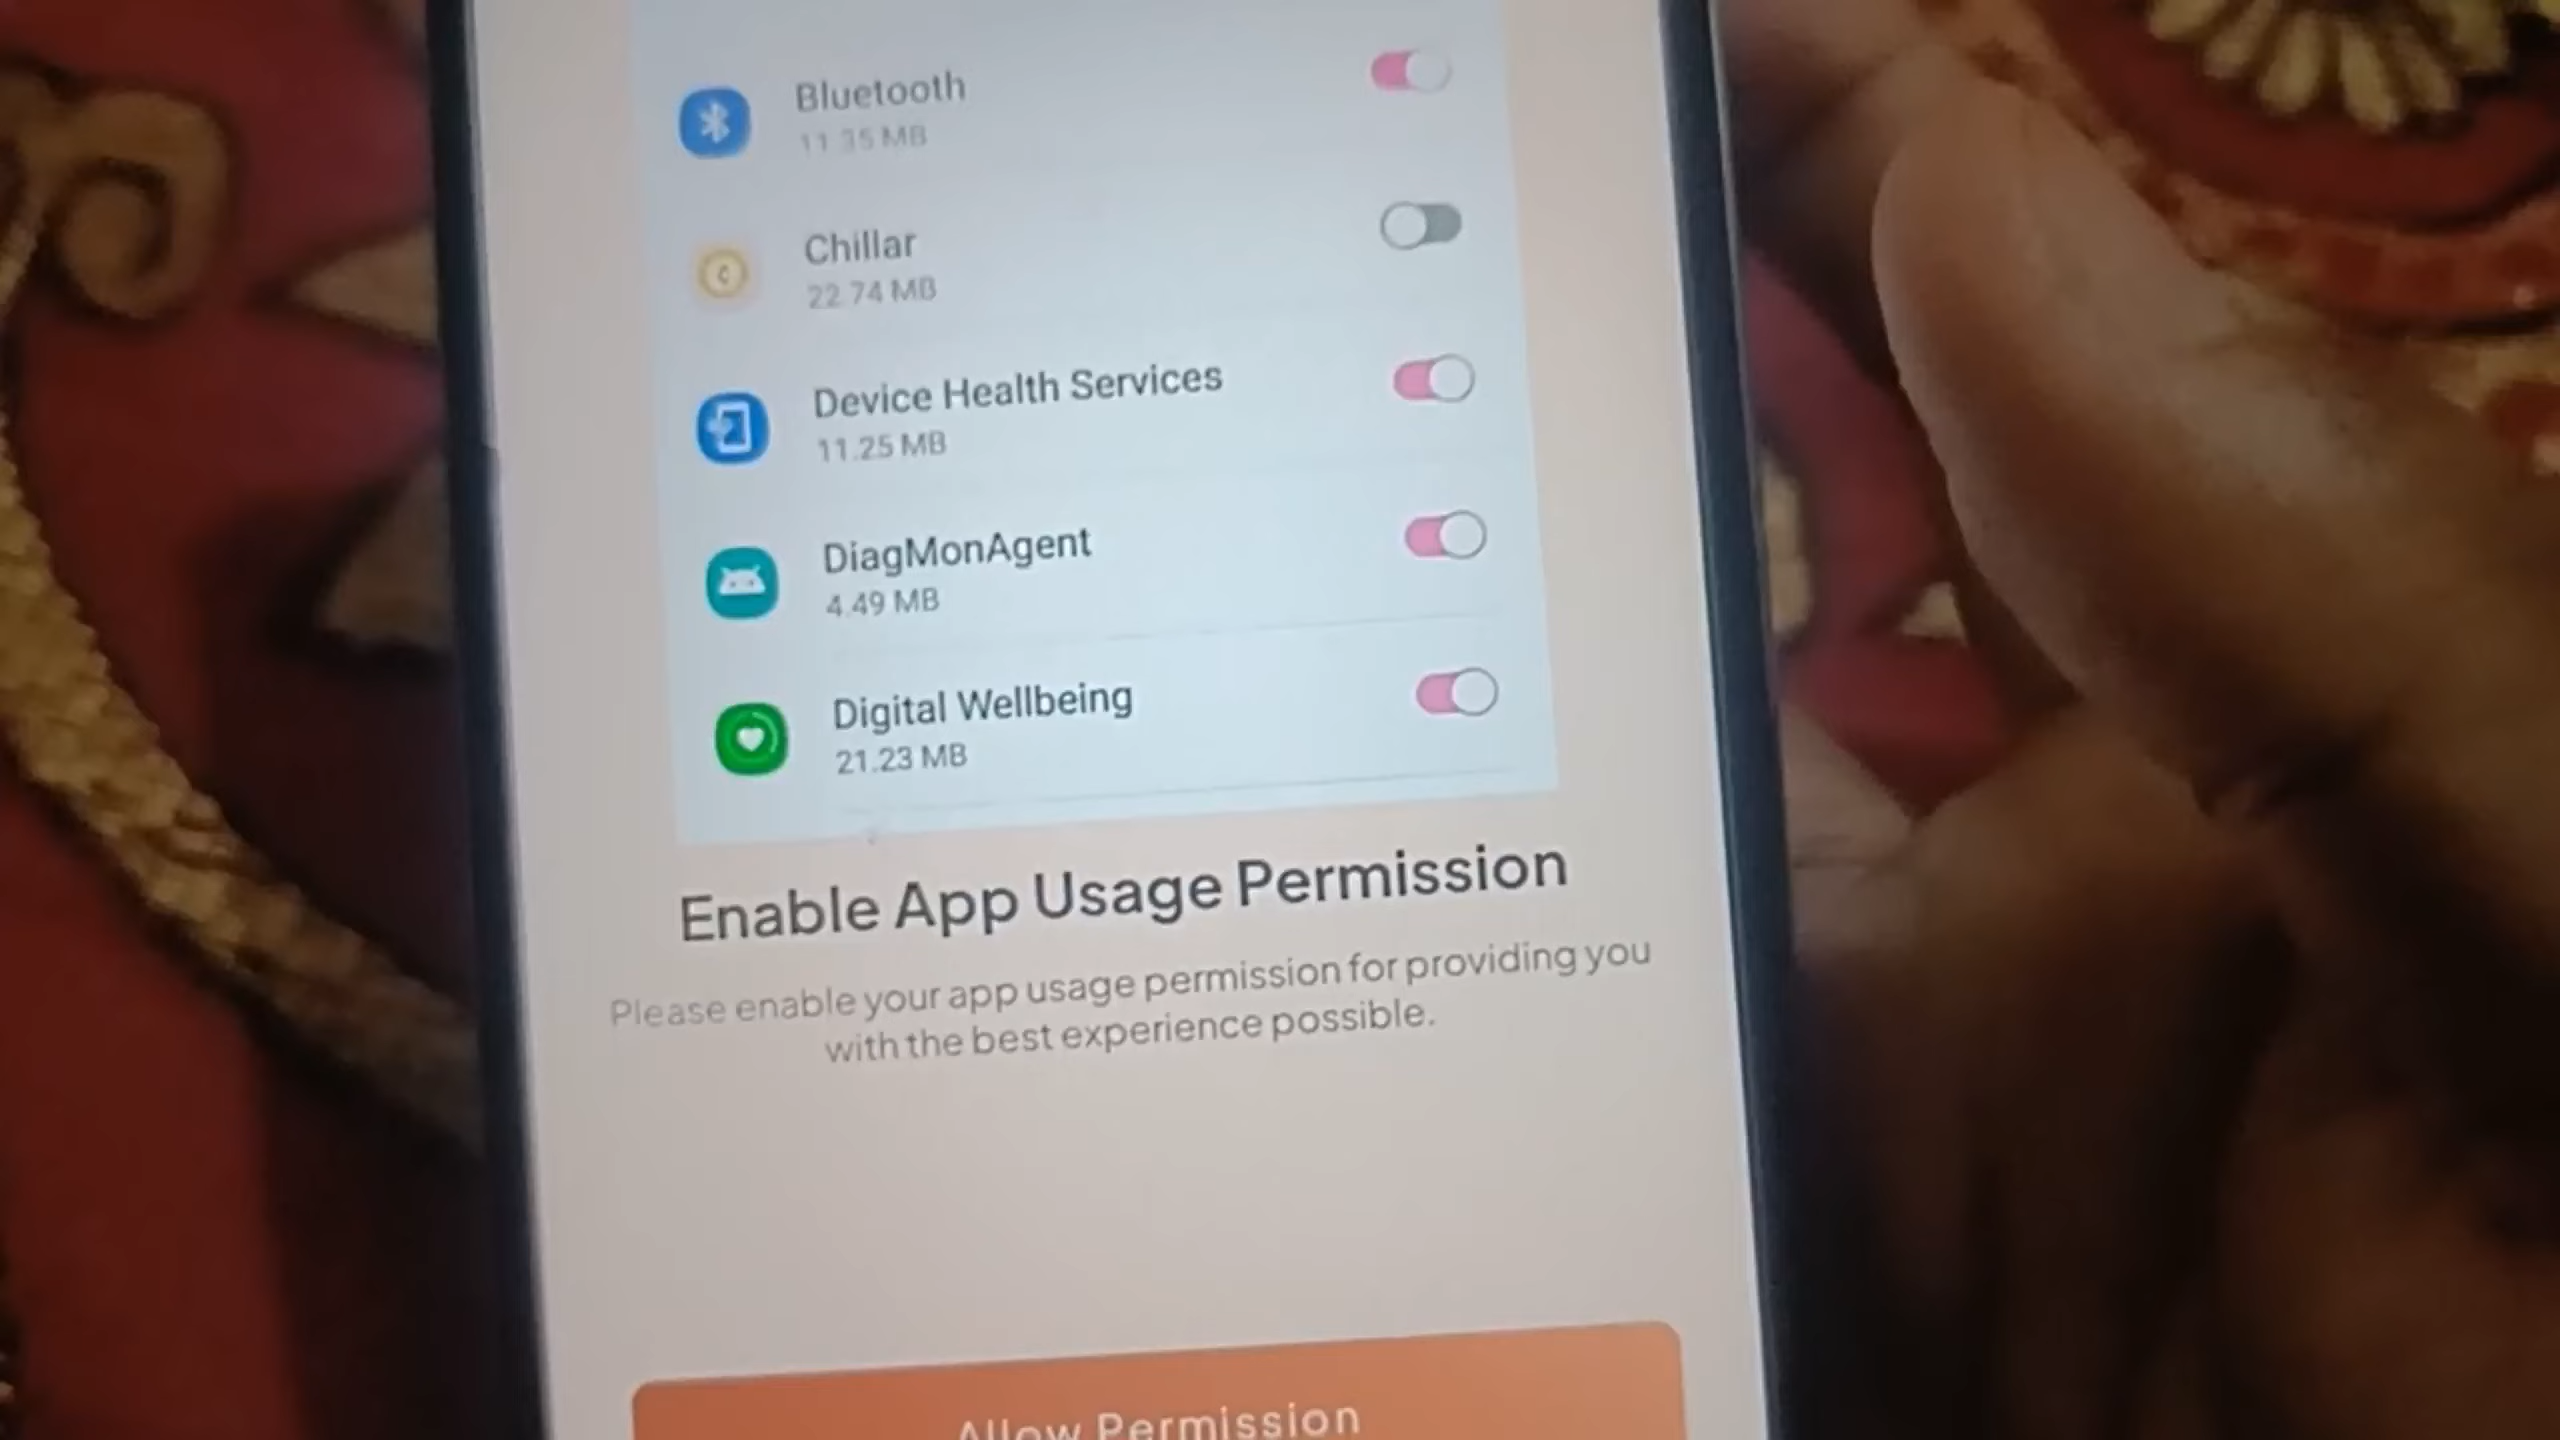 Bluetooth
11.35 MB
Chillar
22.74 MB
Device Health Services
11.25 MB
DiagMonAgent
4.49 MB
Digital Wellbeing
21.23 MB
Enable App Usage Permission
Please enable your app usage permission for providing you
with the best experience possible.
Allow Permission